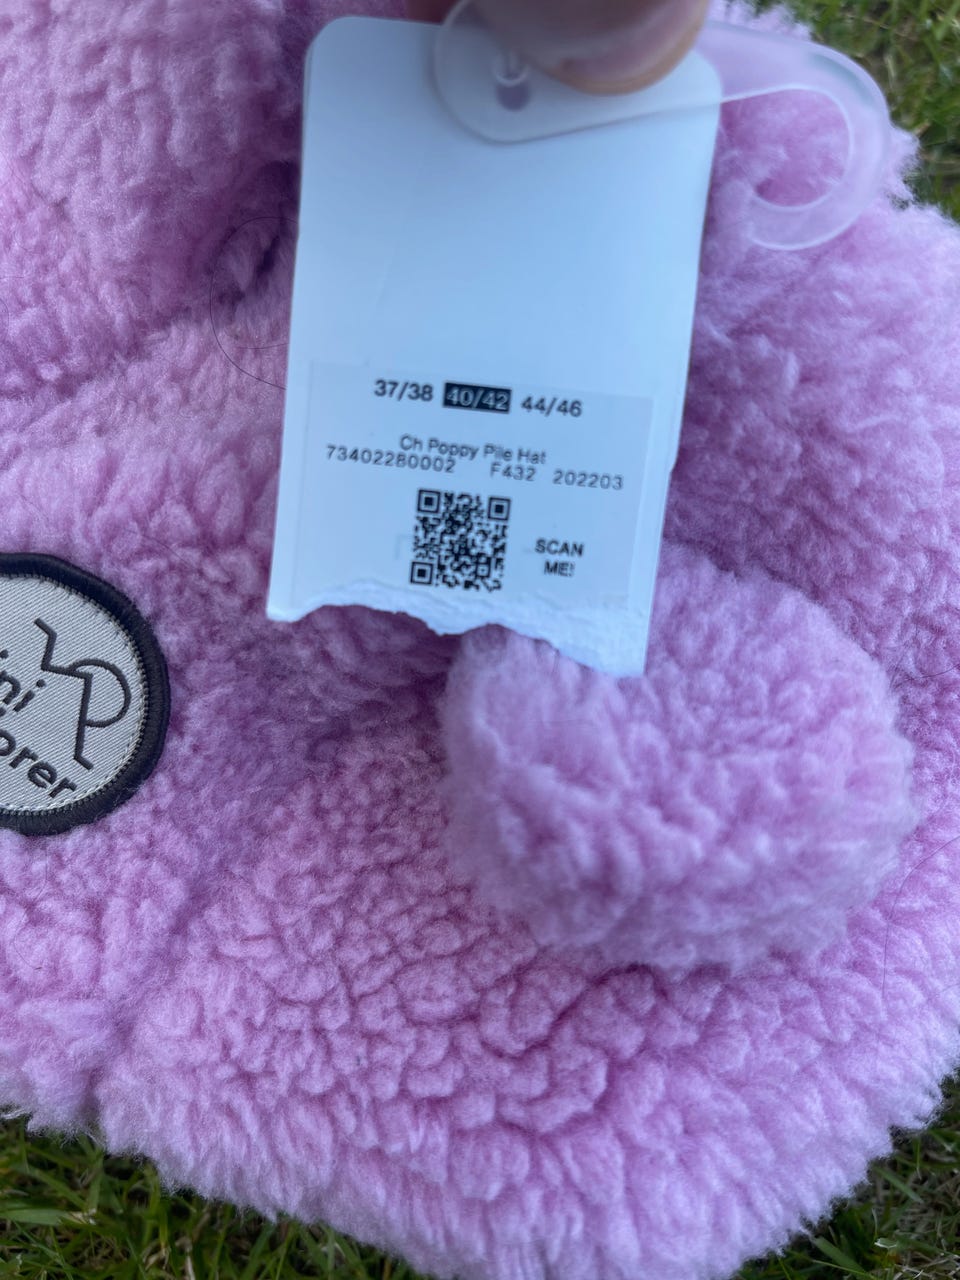 37/38 40/42 44/46
Ch Poppy Pile Hat
73402280002 F432 202203
SCAN
ME!